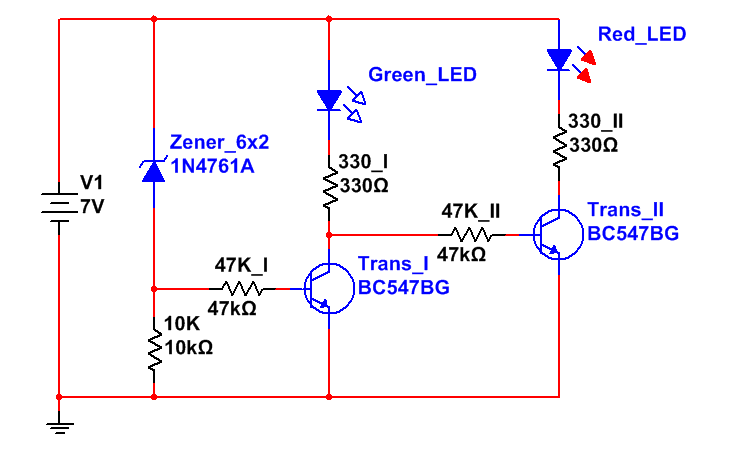 Red_LED
Green_LED
330_II
330Ω
Zener_6x2
1N4761A
330_I
330Ω
V1
7V
47K_II
47kΩ
Trans_II
BC547BG
47K_I
47kΩ
Trans_I
BC547BG
10K
10kΩ